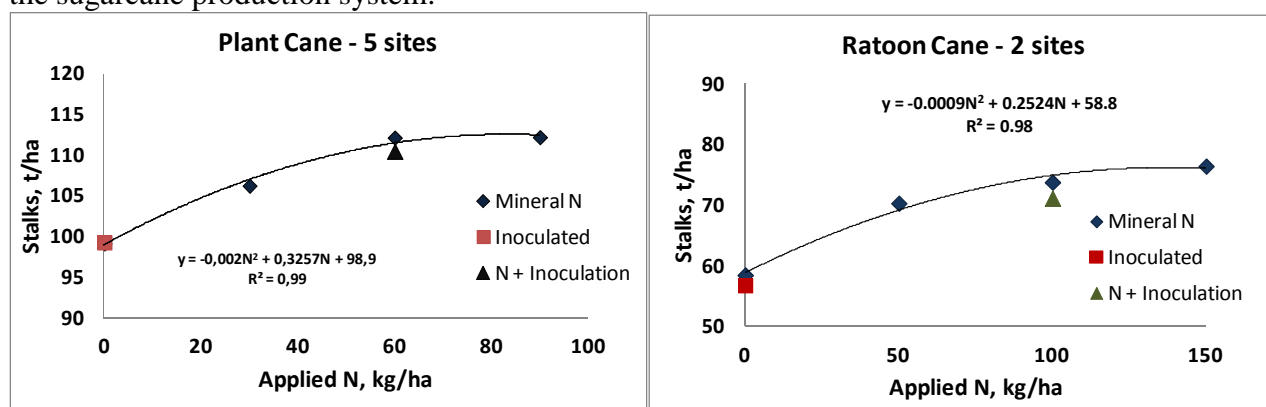 the sugarcane production system.
Plant Cane - 5 sites
120
115
110
105
100
95
90
Stalks, t/ha
y = -0,002N² + 0,3257N + 98,9
R² = 0,99
Mineral N
Inoculated
N + Inoculation
0 20 40 60 80 100
Applied N, kg/ha
Ratoon Cane - 2 sites
90
80
70
60
50
Stalks, t/ha
y = -0.0009N² + 0.2524N + 58.8
R² = 0.98
Mineral N
Inoculated
N + Inoculation
0 50 100 150
Applied N, kg/ha